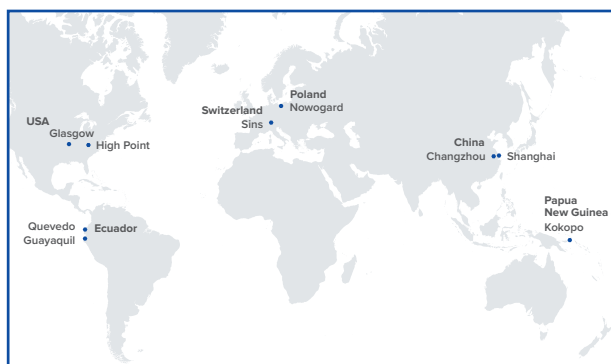 USA
Glasgow
High Point
Switzerland
Sins
Poland
Nowogard
China
Changzhou
Shanghai
Quevedo
Guayaquil
Ecuador
Papua
New Guinea
Kokopo